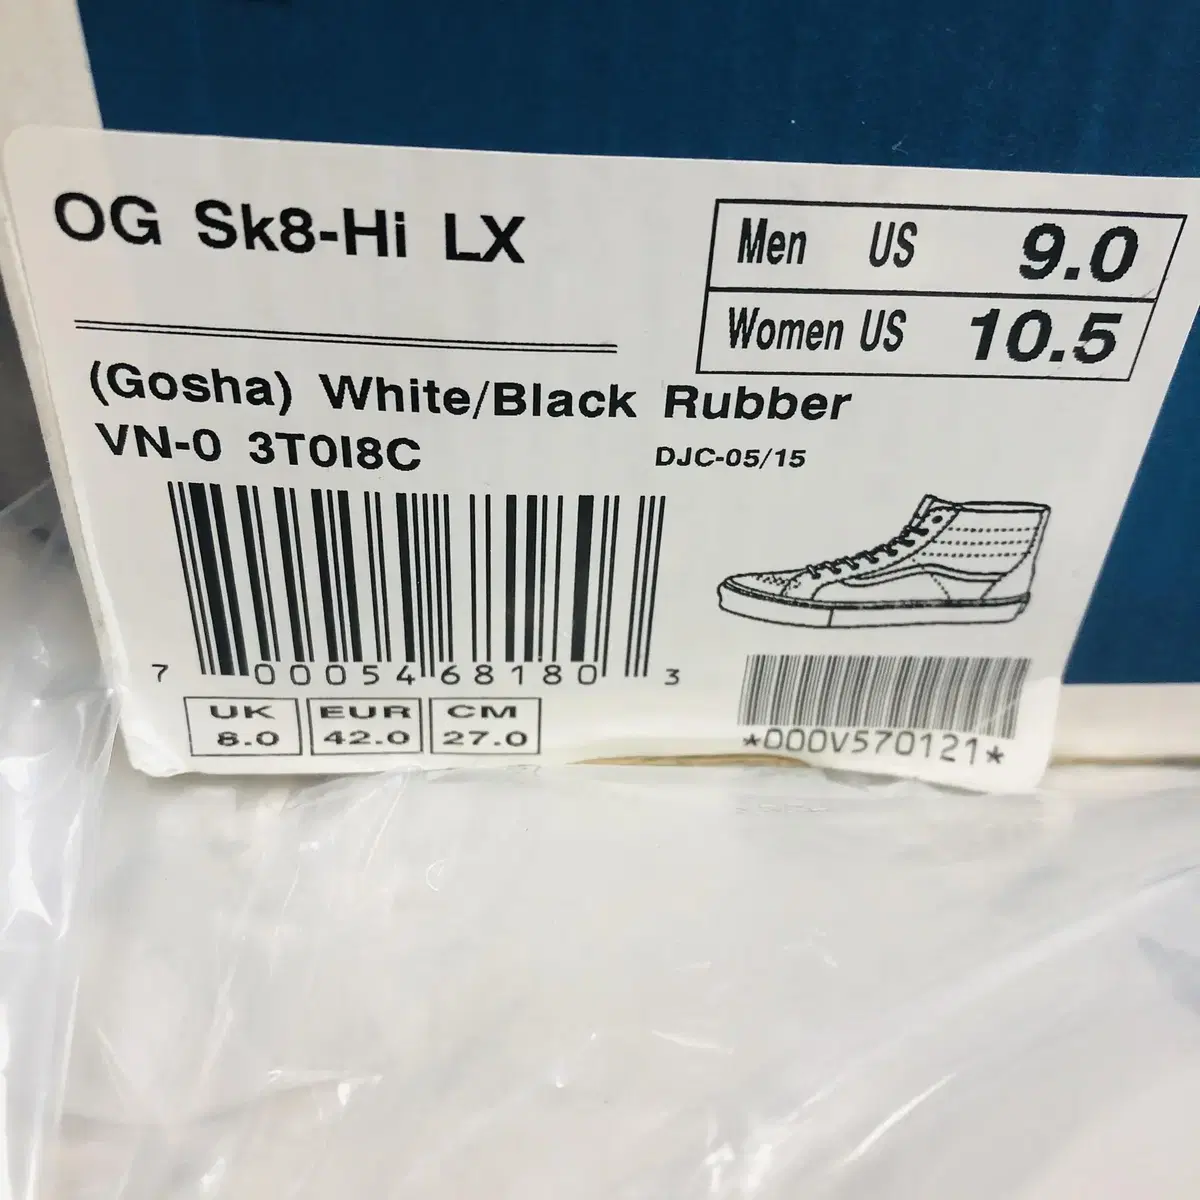 OG Sk8-Hi LX
Men US 9.0
Women US 10.5
(Gosha) White/Black Rubber
VN-0 3T0I8C DJC-05/15
7 00054 68180 3
UK EUR CM
8.0 42.0 27.0
*000V570121*